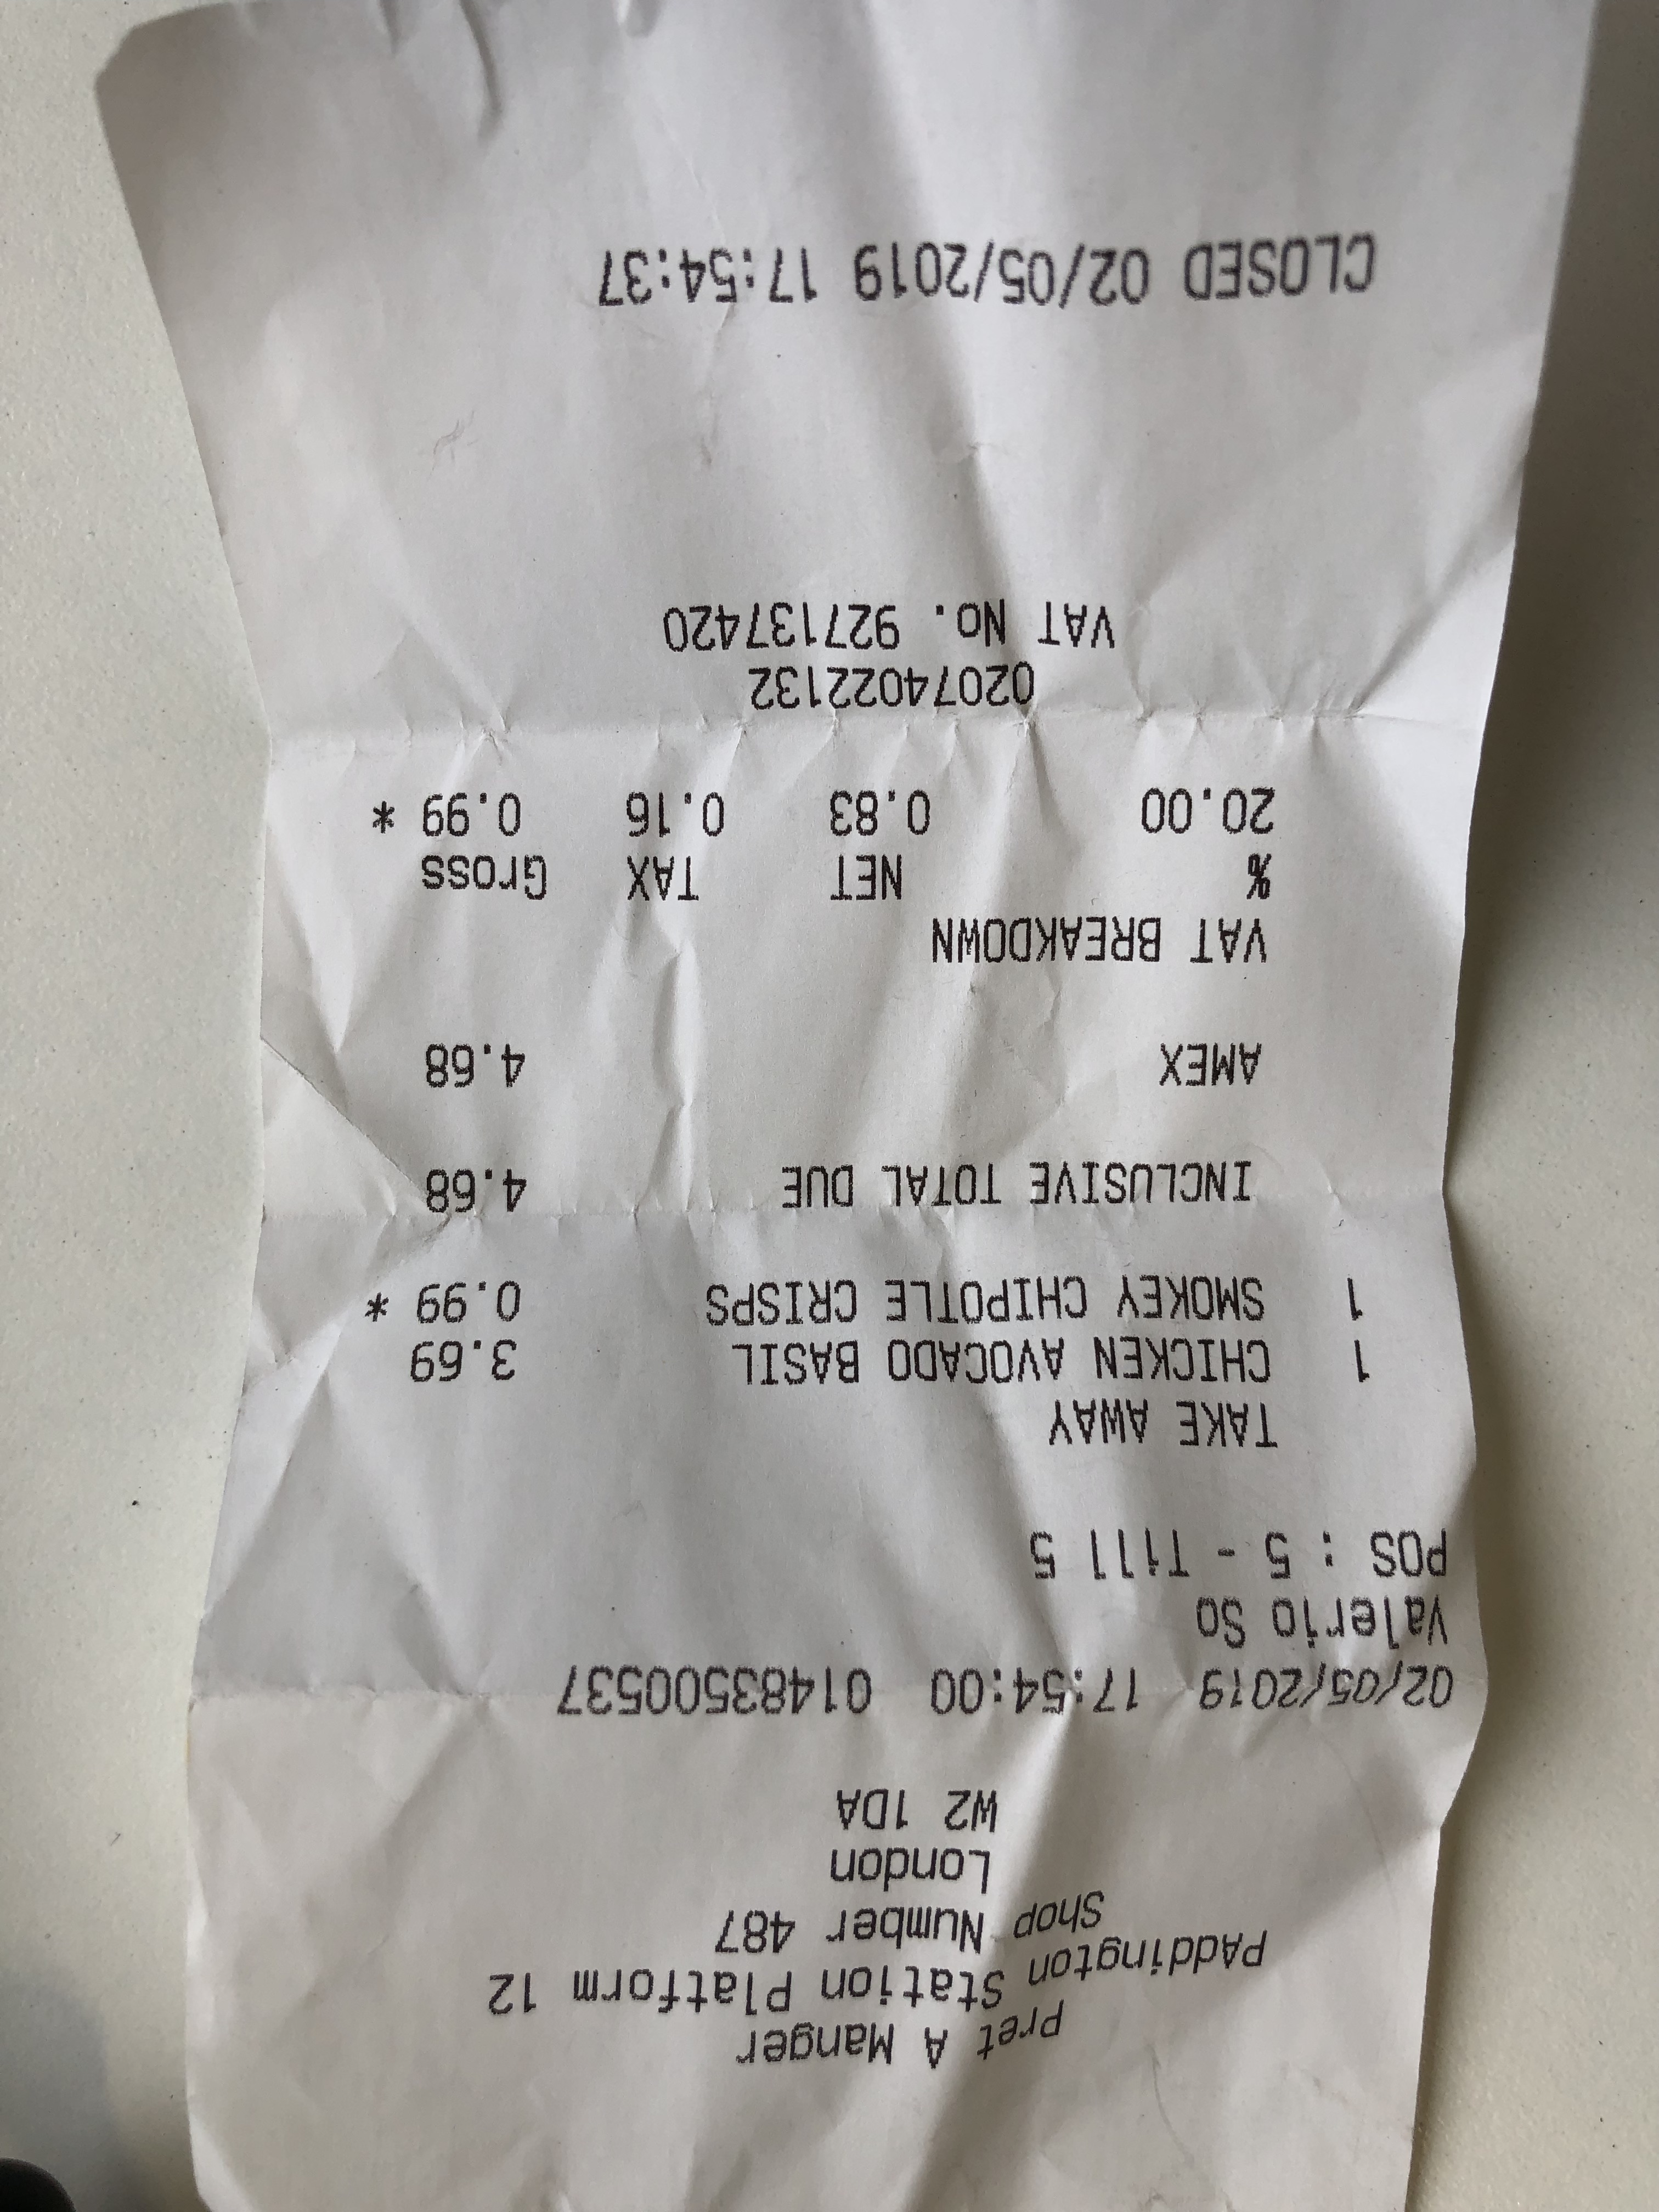 Pret A Manger
PAddington Station Platform 12
Shop Number 487
London
W2 1DA
02/05/2019 17:54:00 01483500537
Valerio So
POS : 5 - Till 5
TAKE AWAY
1 CHICKEN AVOCADO BASIL 3.69
1 SMOKEY CHIPOTLE CRISPS 0.99 *
INCLUSIVE TOTAL DUE 4.68
AMEX 4.68
VAT BREAKDOWN
% NET TAX Gross
20.00 0.83 0.16 0.99 *
02074022132
VAT No. 927137420
CLOSED 02/05/2019 17:54:37